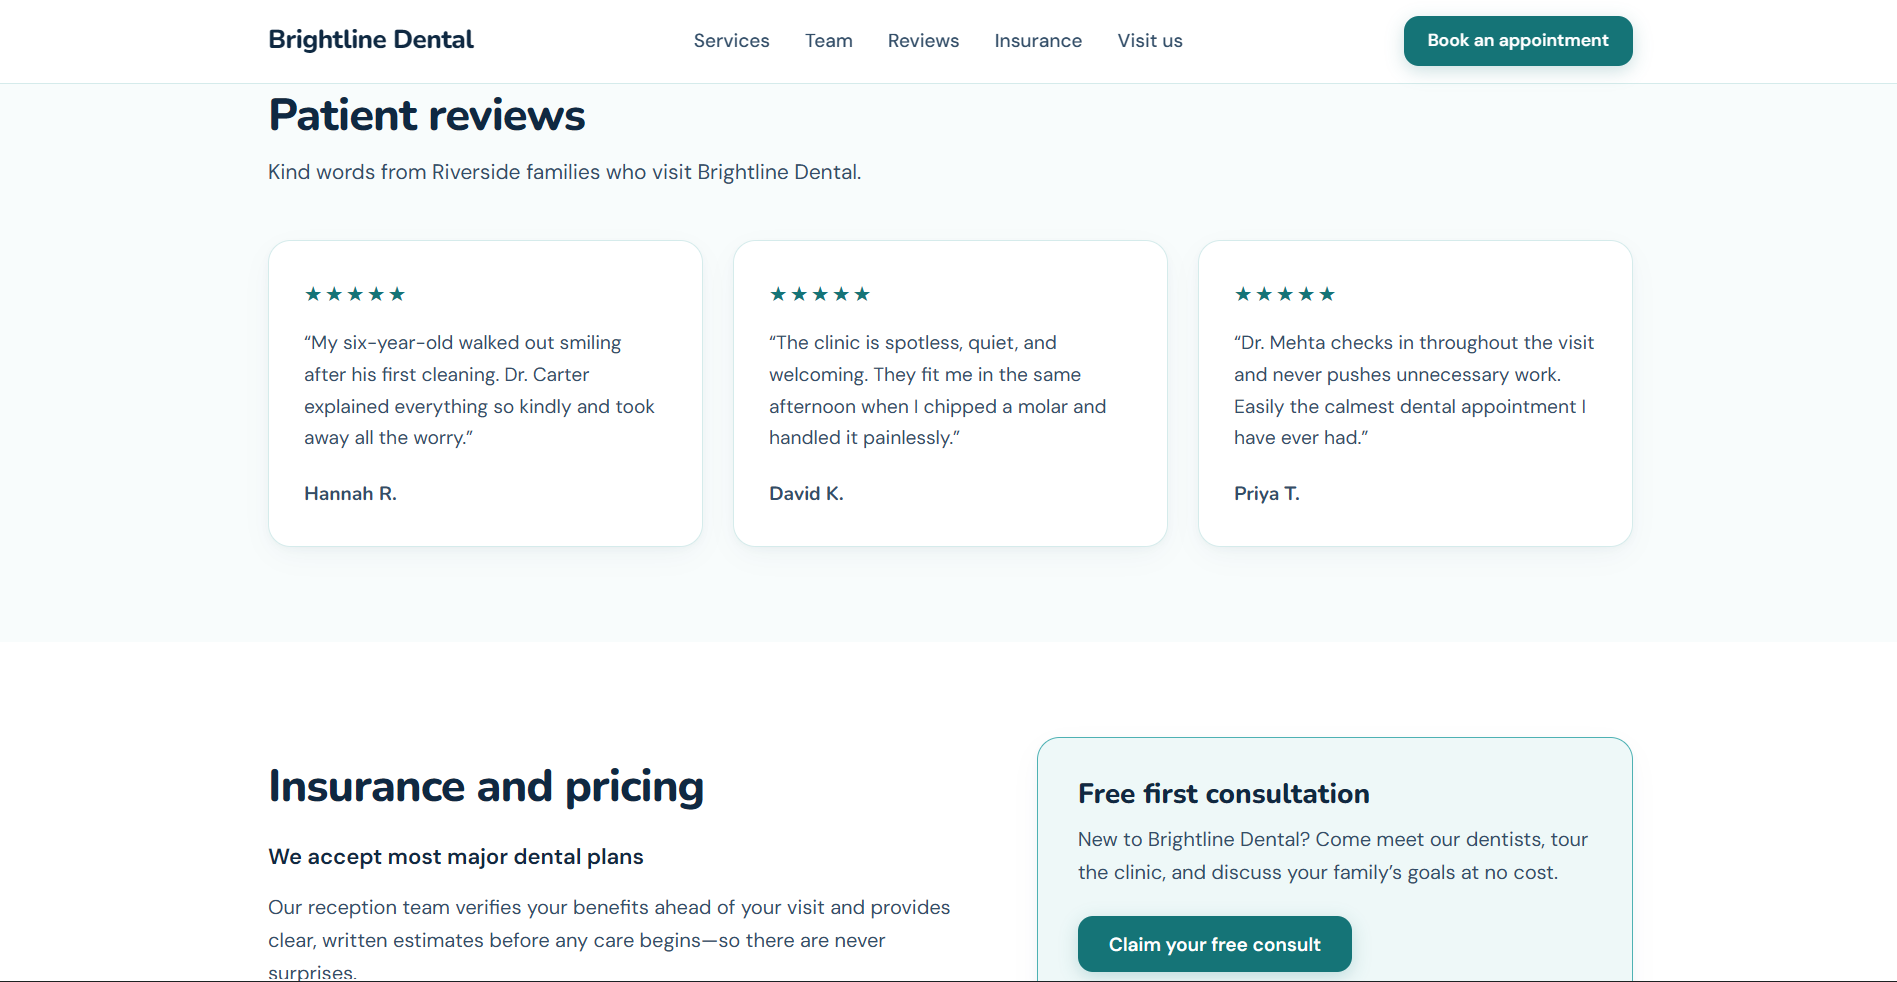 Brightline Dental
Services
Team
Reviews
Insurance
Visit us
Book an appointment
Patient reviews
Kind words from Riverside families who visit Brightline Dental.
★★★★★
“My six-year-old walked out smiling
after his first cleaning. Dr. Carter
explained everything so kindly and took
away all the worry.”
Hannah R.
★★★★★
“The clinic is spotless, quiet, and
welcoming. They fit me in the same
afternoon when I chipped a molar and
handled it painlessly.”
David K.
★★★★★
“Dr. Mehta checks in throughout the visit
and never pushes unnecessary work.
Easily the calmest dental appointment I
have ever had.”
Priya T.
Insurance and pricing
We accept most major dental plans
Our reception team verifies your benefits ahead of your visit and provides
clear, written estimates before any care begins—so there are never
surprises.
Free first consultation
New to Brightline Dental? Come meet our dentists, tour
the clinic, and discuss your family’s goals at no cost.
Claim your free consult